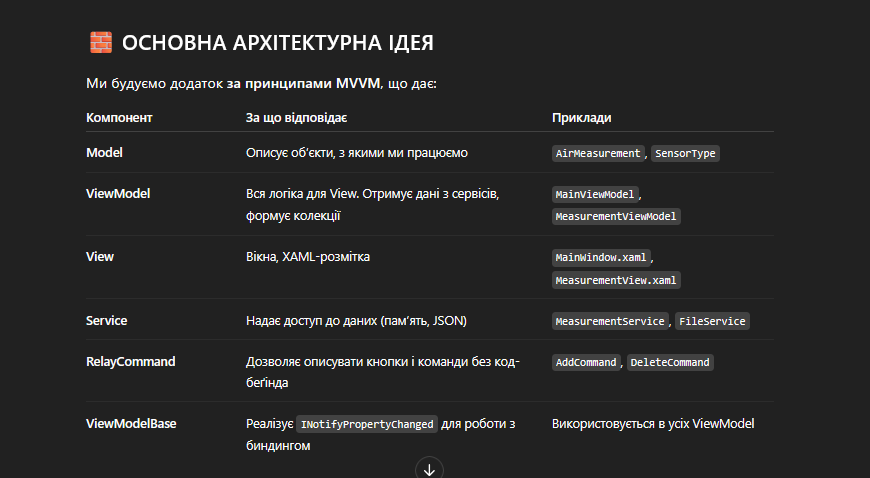 🧱 ОСНОВНА АРХІТЕКТУРНА ІДЕЯ
Ми будуємо додаток за принципами MVVM, що дає:
Компонент За що відповідає Приклади
Model Описує об’єкти, з якими ми працюємо AirMeasurement, SensorType
ViewModel Вся логіка для View. Отримує дані з сервісів, MainViewModel,
формує колекції MeasurementViewModel
View Вікна, XAML-розмітка MainWindow.xaml,
MeasurementView.xaml
Service Надає доступ до даних (пам’ять, JSON) MeasurementService, FileService
RelayCommand Дозволяє описувати кнопки і команди без код- AddCommand, DeleteCommand
беґінда
ViewModelBase Реалізує INotifyPropertyChanged для роботи з Використовується в усіх ViewModel
биндингом